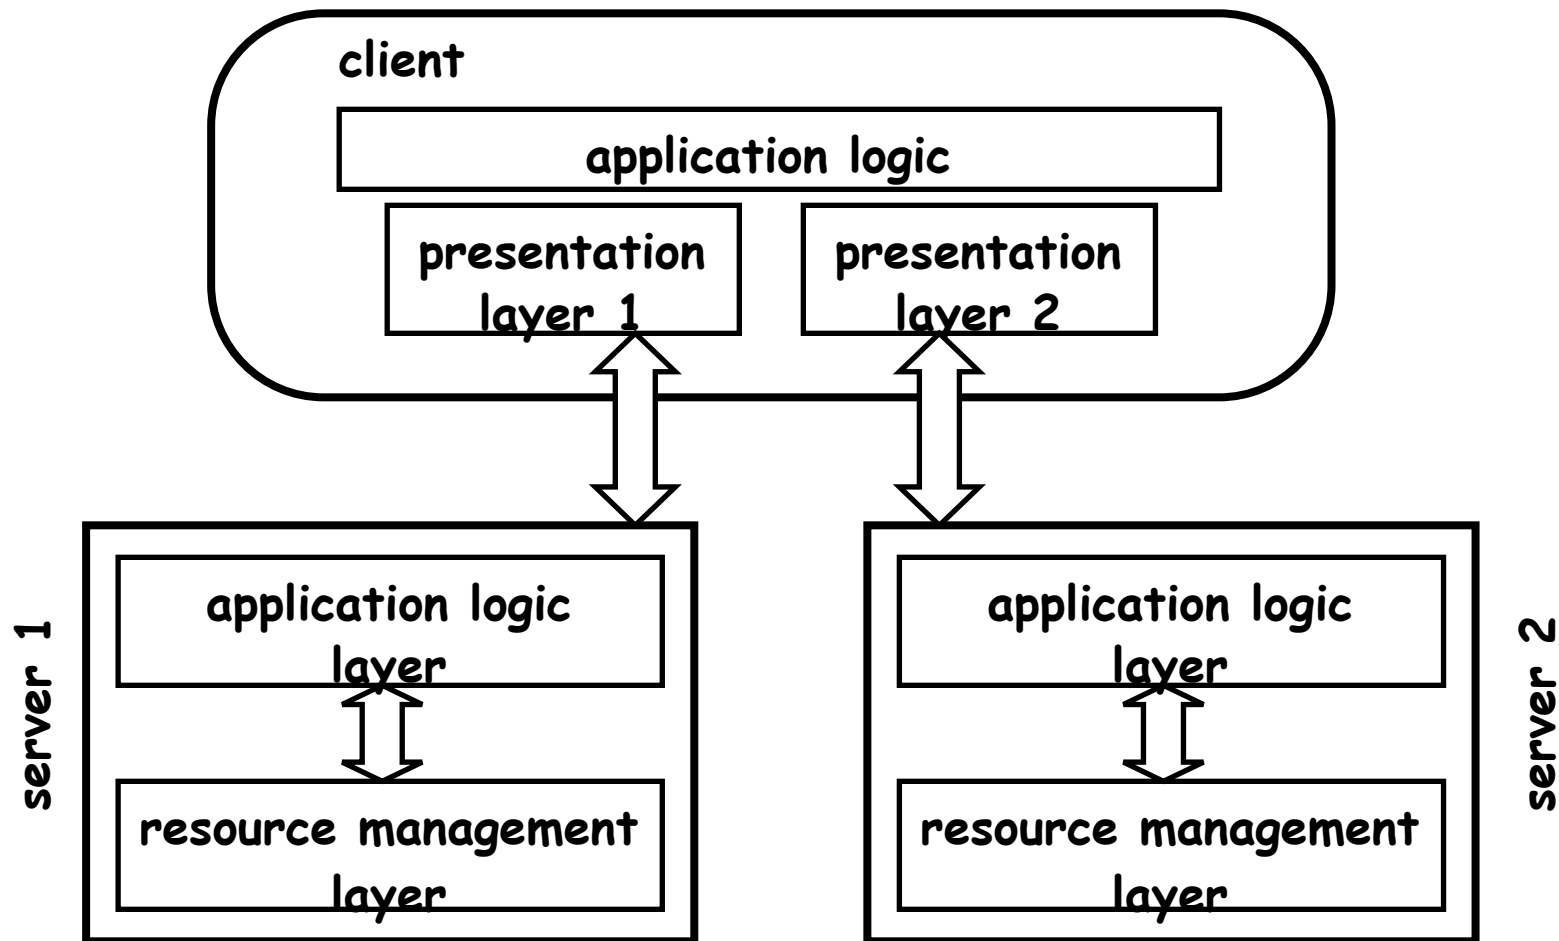 client
application logic
presentation
layer 1
presentation
layer 2
server 1
application logic
layer
resource management
layer
application logic
layer
resource management
layer
server 2